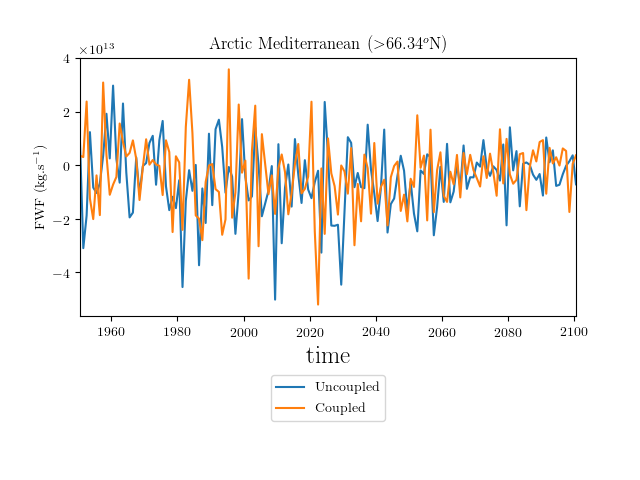 Arctic Mediterranean (>66.34ºN)
×10¹³
4
2
0
−2
−4
FWF (kg.s⁻¹)
1960 1980 2000 2020 2040 2060 2080 2100
time
Uncoupled
Coupled